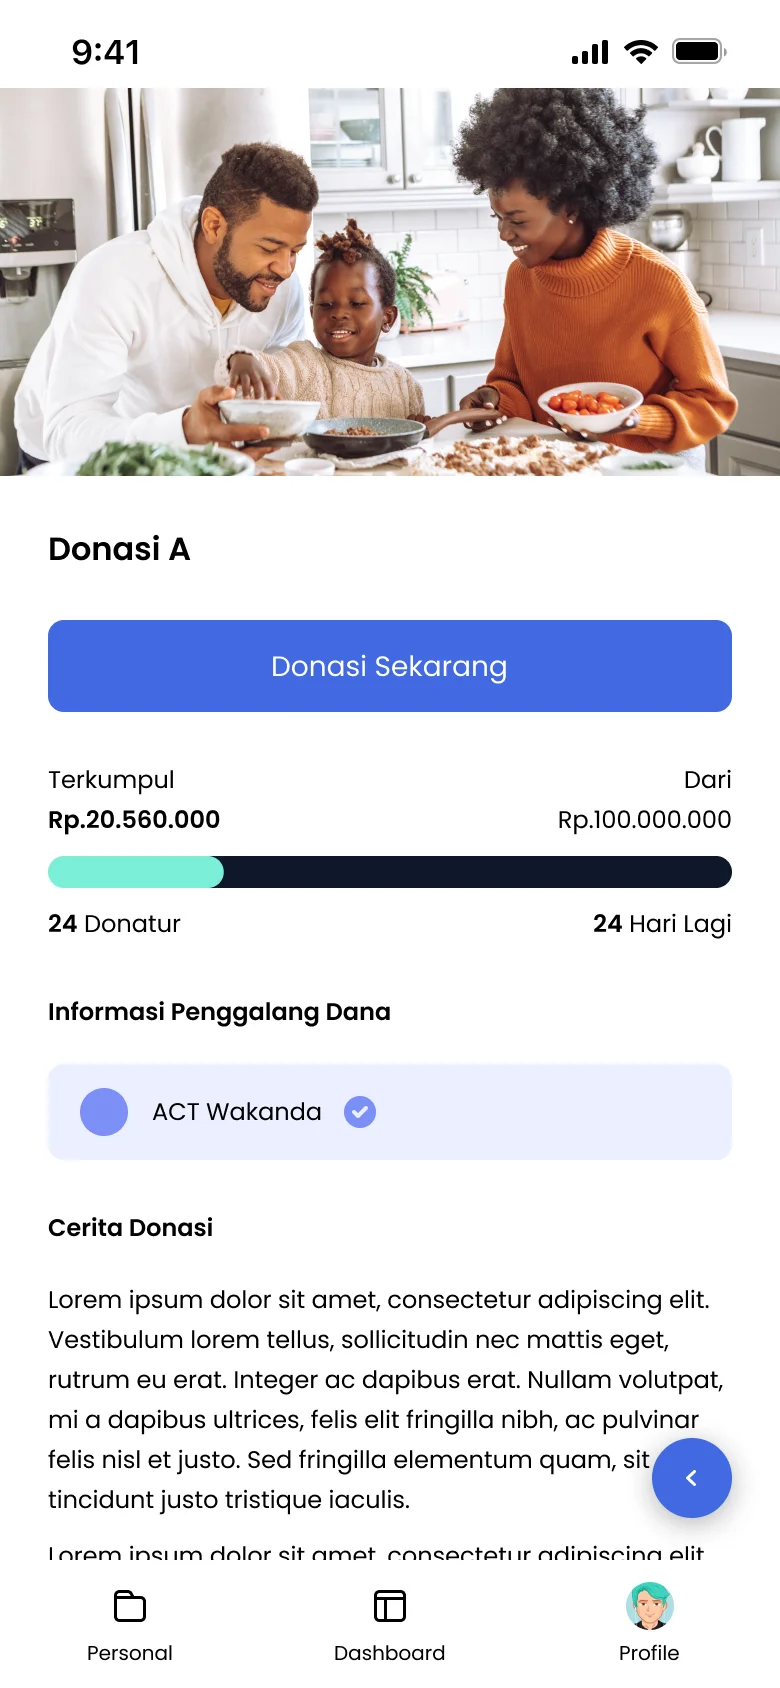 9:41
Donasi A
Donasi Sekarang
Terkumpul
Dari
Rp.20.560.000
Rp.100.000.000
24 Donatur
24 Hari Lagi
Informasi Penggalang Dana
ACT Wakanda
Cerita Donasi
Lorem ipsum dolor sit amet, consectetur adipiscing elit.
Vestibulum lorem tellus, sollicitudin nec mattis eget,
rutrum eu erat. Integer ac dapibus erat. Nullam volutpat,
mi a dapibus ultrices, felis elit fringilla nibh, ac pulvinar
felis nisl et justo. Sed fringilla elementum quam, sit
tincidunt justo tristique iaculis.
Lorem ipsum dolor sit amet, consectetur adipiscing elit.
Personal
Dashboard
Profile